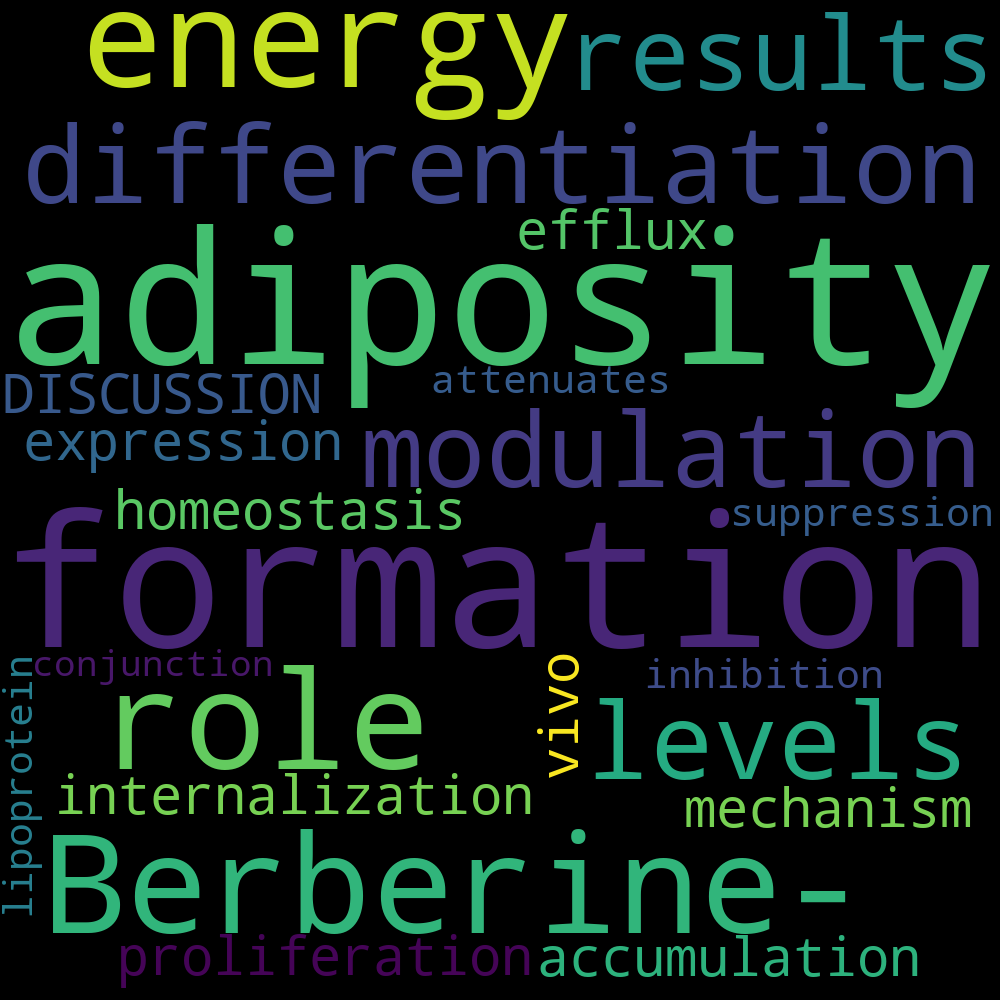 energy
results
differentiation
efflux
adiposity
DISCUSSION
attenuates
expression
modulation
homeostasis
suppression
formation
conjunction
lipoprotein
role
vivo
inhibition
levels
internalization
mechanism
Berberine-
proliferation
accumulation